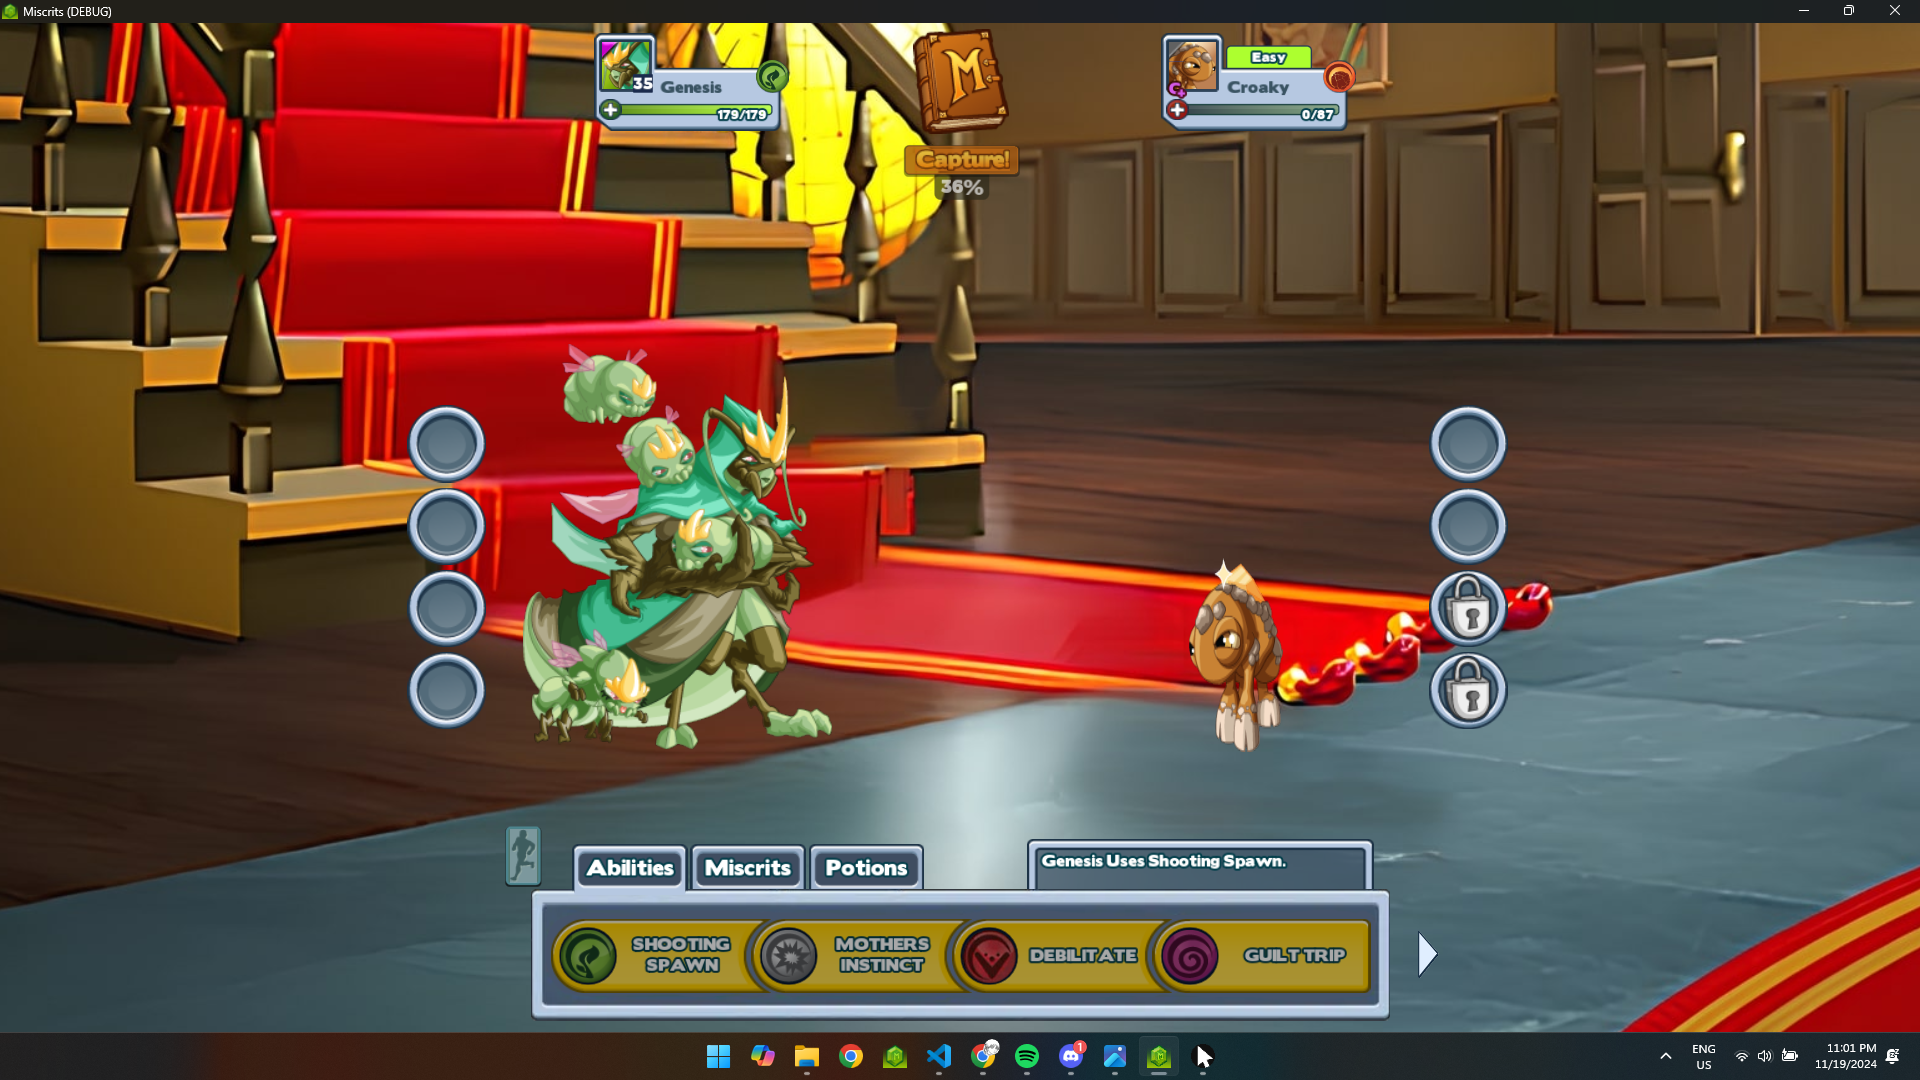 Miscrits (DEBUG)
35
Genesis
179/179
M
Capture!
36%
Easy
Croaky
0/87
Abilities
Miscrits
Potions
Genesis Uses Shooting Spawn.
SHOOTING
SPAWN
MOTHERS
INSTINCT
DEBILITATE
GUILT TRIP
1
ENG
US
11:01 PM
11/19/2024